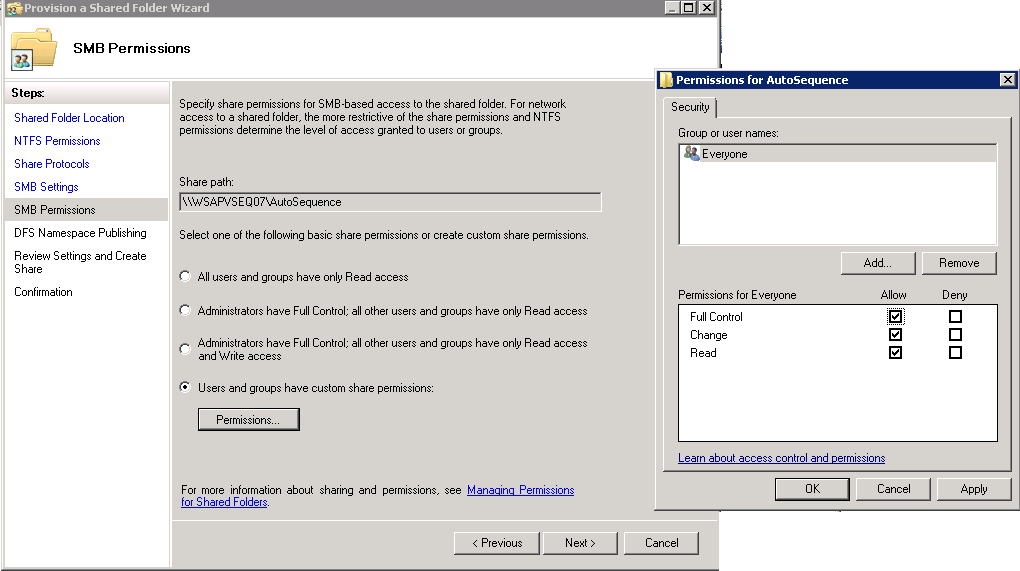 Provision a Shared Folder Wizard
SMB Permissions
Steps:
Shared Folder Location
NTFS Permissions
Share Protocols
SMB Settings
SMB Permissions
DFS Namespace Publishing
Review Settings and Create
Share
Confirmation
Specify share permissions for SMB-based access to the shared folder. For network
access to a shared folder, the more restrictive of the share permissions and NTFS
permissions determine the level of access granted to users or groups.
Share path:
\\WSAPVSEQ07\AutoSequence
Select one of the following basic share permissions or create custom share permissions.
All users and groups have only Read access
Administrators have Full Control; all other users and groups have only Read access
Administrators have Full Control; all other users and groups have only Read access
and Write access
Users and groups have custom share permissions:
Permissions...
For more information about sharing and permissions, see Managing Permissions
for Shared Folders.
< Previous
Next >
Cancel
Permissions for AutoSequence
Security
Group or user names:
Everyone
Add...
Remove
Permissions for Everyone
Allow
Deny
Full Control
Change
Read
Learn about access control and permissions
OK
Cancel
Apply